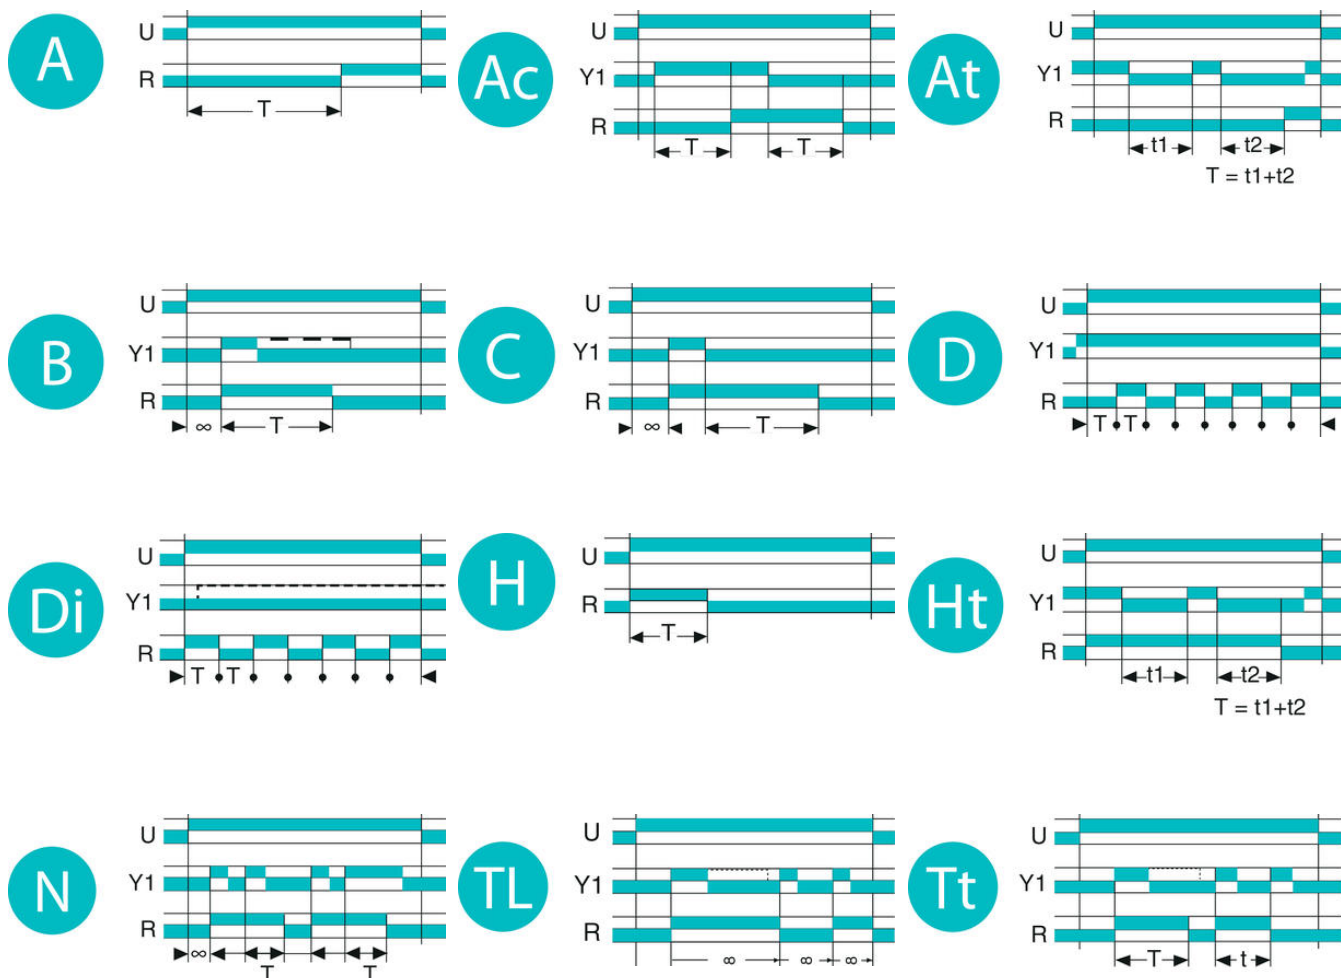 A
U
R
T
Ac
U
Y1
R
T T
At
U
Y1
R
t1 t2
T = t1+t2
B
U
Y1
R
∞ T
C
U
Y1
R
∞ T
D
U
Y1
R
T T
Di
U
Y1
R
T T
H
U
R
T
Ht
U
Y1
R
t1 t2
T = t1+t2
N
U
Y1
R
∞
T T
TL
U
Y1
R
∞ ∞ ∞
Tt
U
Y1
R
T t